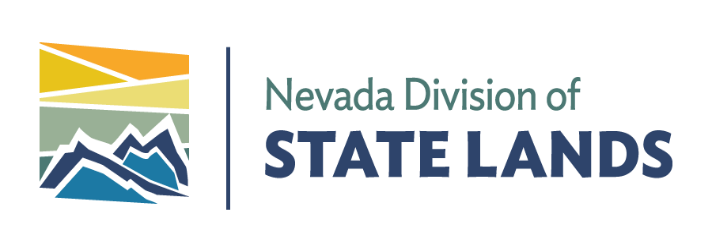 Nevada Division of
STATE LANDS